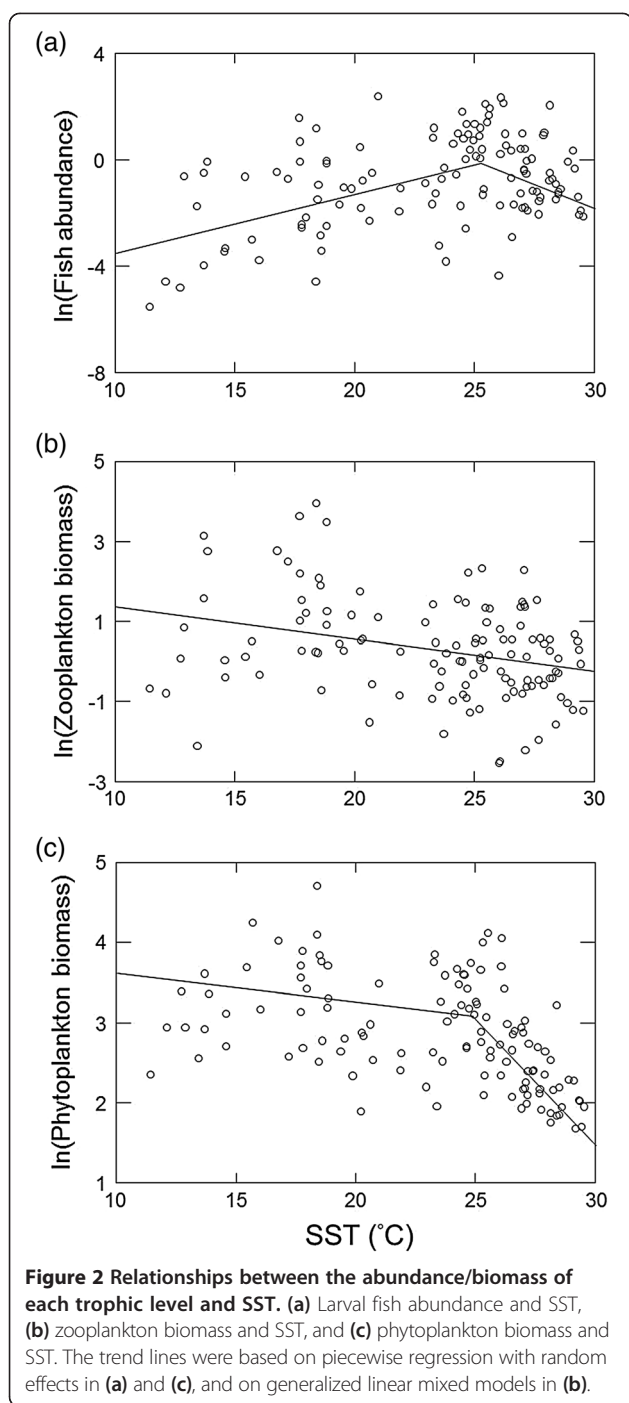 (a)
ln(Fish abundance)
4
0
-4
-8
10 15 20 25 30
(b)
ln(Zooplankton biomass)
5
3
1
-1
-3
10 15 20 25 30
(c)
ln(Phytoplankton biomass)
5
4
3
2
1
10 15 20 25 30
SST (°C)
Figure 2 Relationships between the abundance/biomass of
each trophic level and SST. (a) Larval fish abundance and SST,
(b) zooplankton biomass and SST, and (c) phytoplankton biomass and
SST. The trend lines were based on piecewise regression with random
effects in (a) and (c), and on generalized linear mixed models in (b).